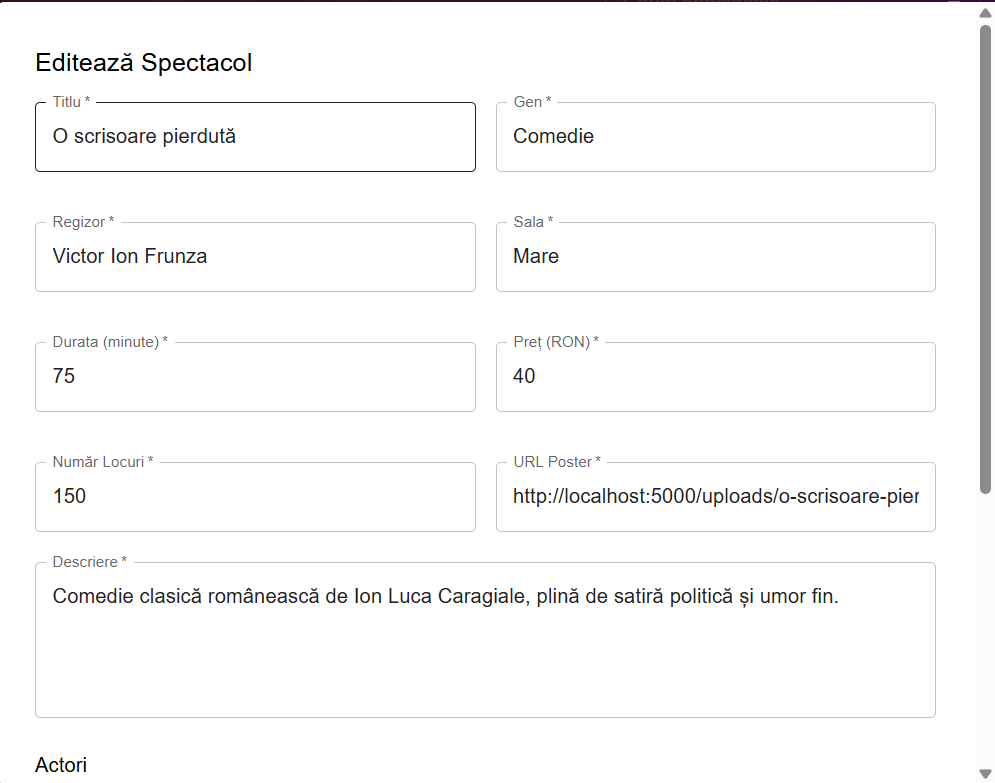 Editează Spectacol
Titlu *
O scrisoare pierdută
Gen *
Comedie
Regizor *
Victor Ion Frunza
Sala *
Mare
Durata (minute) *
75
Preț (RON) *
40
Număr Locuri *
150
URL Poster *
http://localhost:5000/uploads/o-scrisoare-pier
Descriere *
Comedie clasică românească de Ion Luca Caragiale, plină de satiră politică și umor fin.
Actori